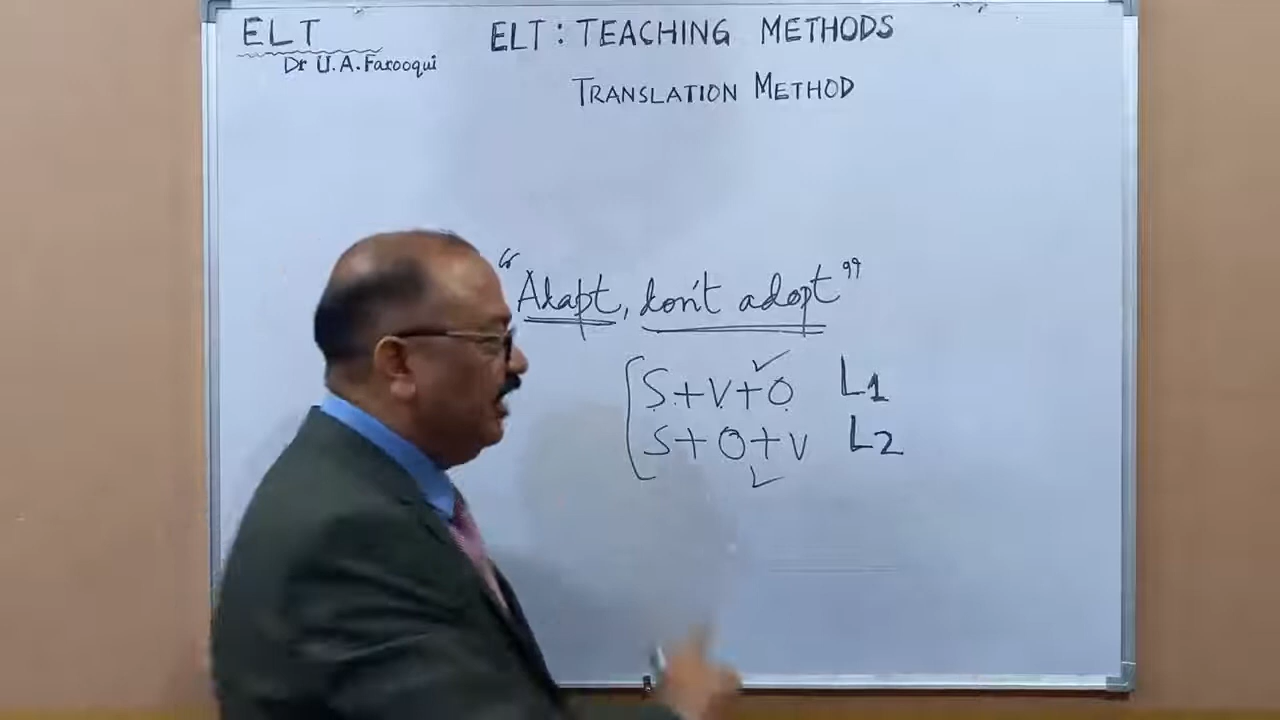 ELT
Dr U.A.Farooqui
ELT : TEACHING METHODS
TRANSLATION METHOD
"Adapt, don't adopt"
S+V+O L1
S+O+V L2